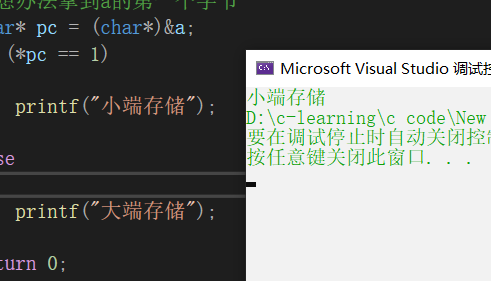 想办法拿到a的第一个字节
ar* pc = (char*)&a;
(*pc == 1)
printf("小端存储");
se
printf("大端存储");
turn 0;
Microsoft Visual Studio 调试控
小端存储
D:\c-learning\c code\New
要在调试停止时自动关闭控制
按任意键关闭此窗口. . .